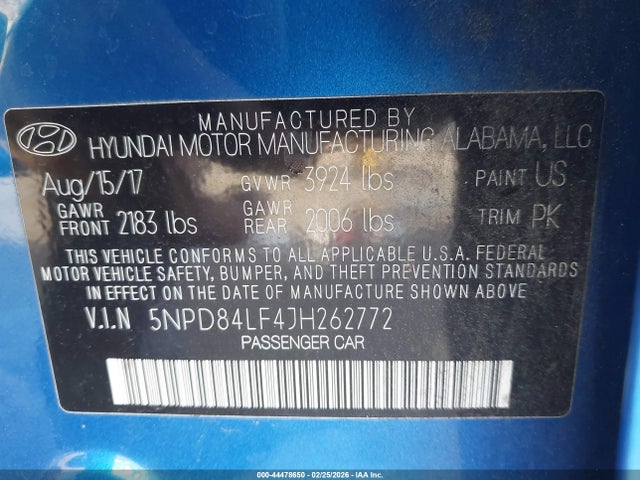 MANUFACTURED BY
HYUNDAI MOTOR MANUFACTURING ALABAMA, LLC
Aug/15/17 GVWR 3924 lbs PAINT US
GAWR FRONT 2183 lbs GAWR REAR 2006 lbs TRIM PK
THIS VEHICLE CONFORMS TO ALL APPLICABLE U.S.A. FEDERAL
MOTOR VEHICLE SAFETY, BUMPER, AND THEFT PREVENTION STANDARDS
IN EFFECT ON THE DATE OF MANUFACTURE SHOWN ABOVE
V.I.N 5NPD84LF4JH262772
PASSENGER CAR
000-44478650 - 02/25/2026 - IAA Inc.